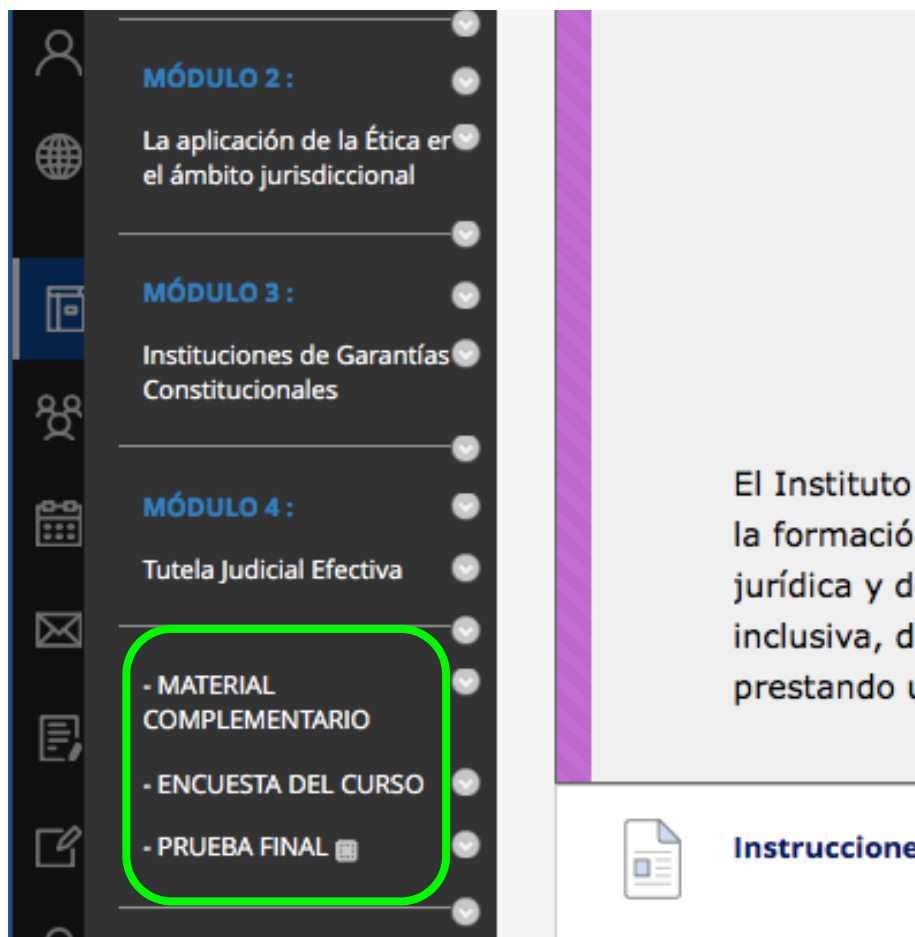 MÓDULO 2 :
La aplicación de la Ética en
el ámbito jurisdiccional
MÓDULO 3 :
Instituciones de Garantías
Constitucionales
MÓDULO 4 :
Tutela Judicial Efectiva
- MATERIAL
COMPLEMENTARIO
- ENCUESTA DEL CURSO
- PRUEBA FINAL
El Instituto
la formació
jurídica y d
inclusiva, d
prestando u
Instruccione